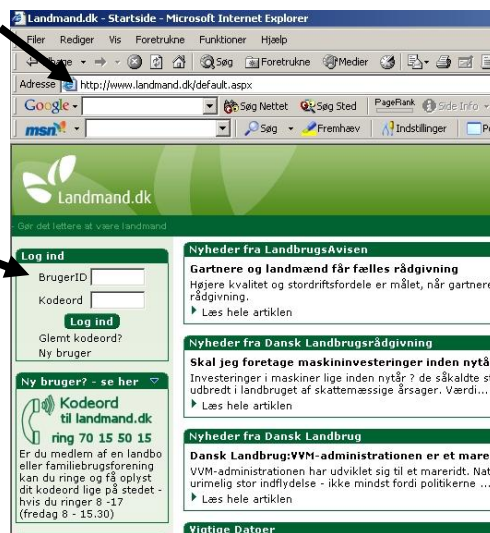 Landmand.dk - Startside - Microsoft Internet Explorer
Filer Rediger Vis Foretrukne Funktioner Hjælp
Søg Foretrukne Medier
Adresse http://www.landmand.dk/default.aspx
Google Søg Nettet Søg Sted PageRank Side Info
msn Søg Fremhæv Indstillinger
Landmand.dk
- Gør det lettere at være landmand
Log ind
BrugerID
Kodeord
Log ind
Glemt kodeord?
Ny bruger
Ny bruger? - se her
Kodeord
til landmand.dk
ring 70 15 50 15
Er du medlem af en landbo
eller familiebrugsforening
kan du ringe og få oplyst
dit kodeord lige på stedet -
hvis du ringer 8 -17
(fredag 8 - 15.30)
Nyheder fra LandbrugsAvisen
Gartnere og landmænd får fælles rådgivning
Højere kvalitet og stordriftsfordele er målet, når gartnere
rådgivning.
Læs hele artiklen
Nyheder fra Dansk Landbrugsrådgivning
Skal jeg foretage maskininvesteringer inden nytå
Investeringer i maskiner lige inden nytår ? de såkaldte s
udbredt i landbruget af skattemæssige årsager. Værdi...
Læs hele artiklen
Nyheder fra Dansk Landbrug
Dansk Landbrug:VVM-administrationen er et mare
VVM-administrationen har udviklet sig til et mareridt. Nat
urimelig stor indflydelse - ikke mindst fordi politikerne ...
Læs hele artiklen
Vigtige Datoer